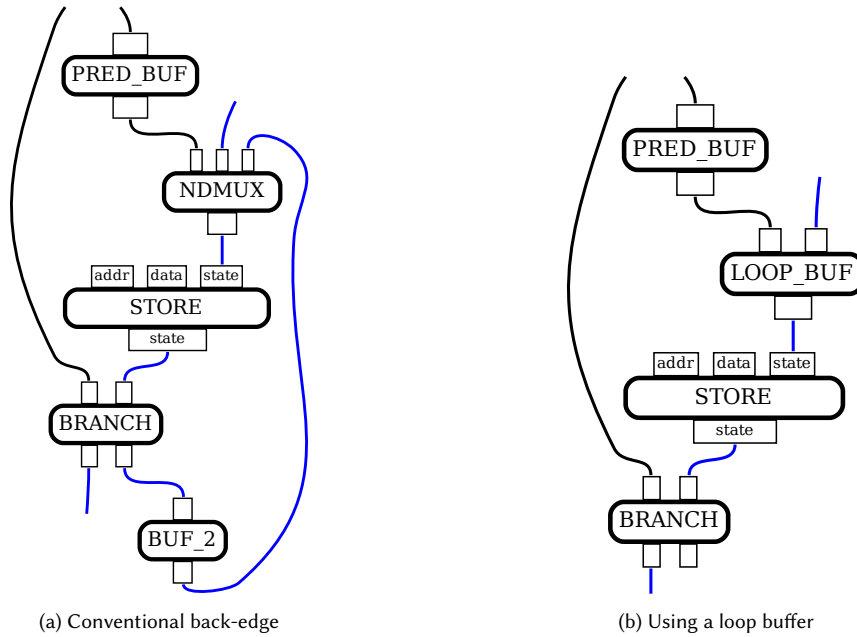 PRED_BUF
NDMUX
addr data state
STORE
state
BRANCH
BUF_2
(a) Conventional back-edge
PRED_BUF
LOOP_BUF
addr data state
STORE
state
BRANCH
(b) Using a loop buffer